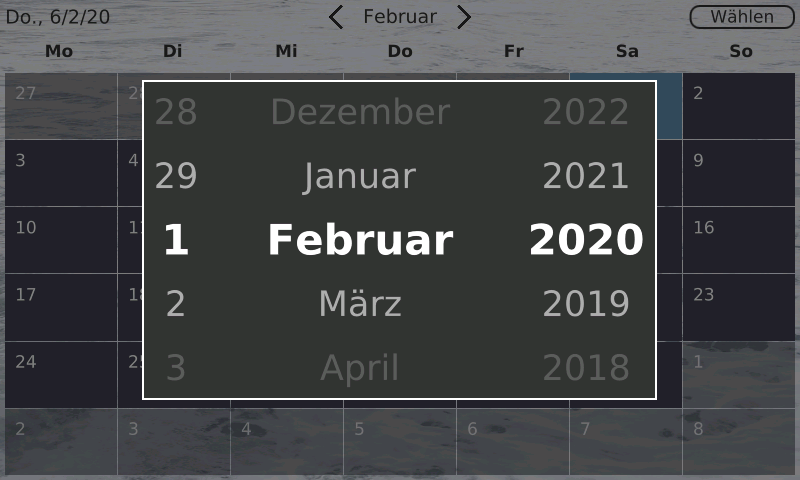 Do., 6/2/20 Februar Wählen
Mo Di Mi Do Fr Sa So
27 2
28 Dezember 2022
3 4 9
29 Januar 2021
10 16
1 Februar 2020
17 23
2 März 2019
24 1
3 April 2018
2 3 4 5 6 7 8